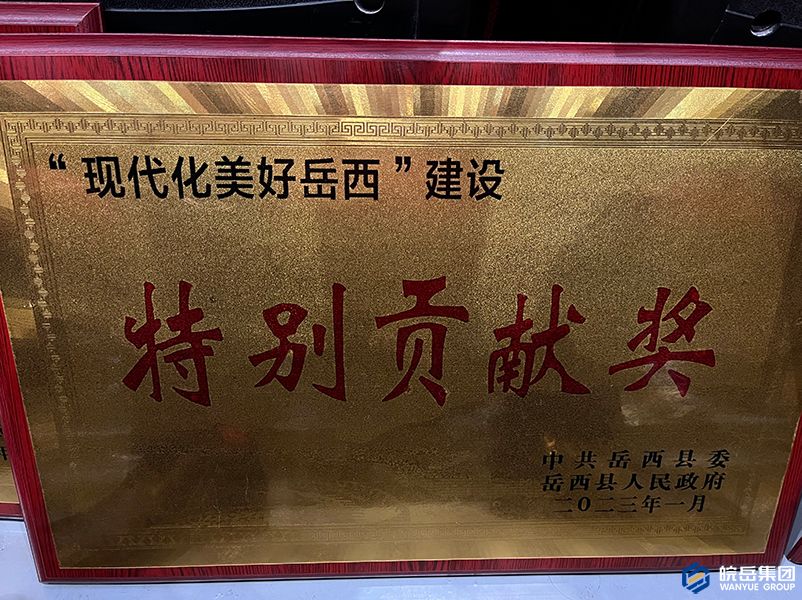 “现代化美好岳西”建设
特别贡献奖
中共岳西县委
岳西县人民政府
二〇二三年一月
皖岳集团
WANYUE GROUP